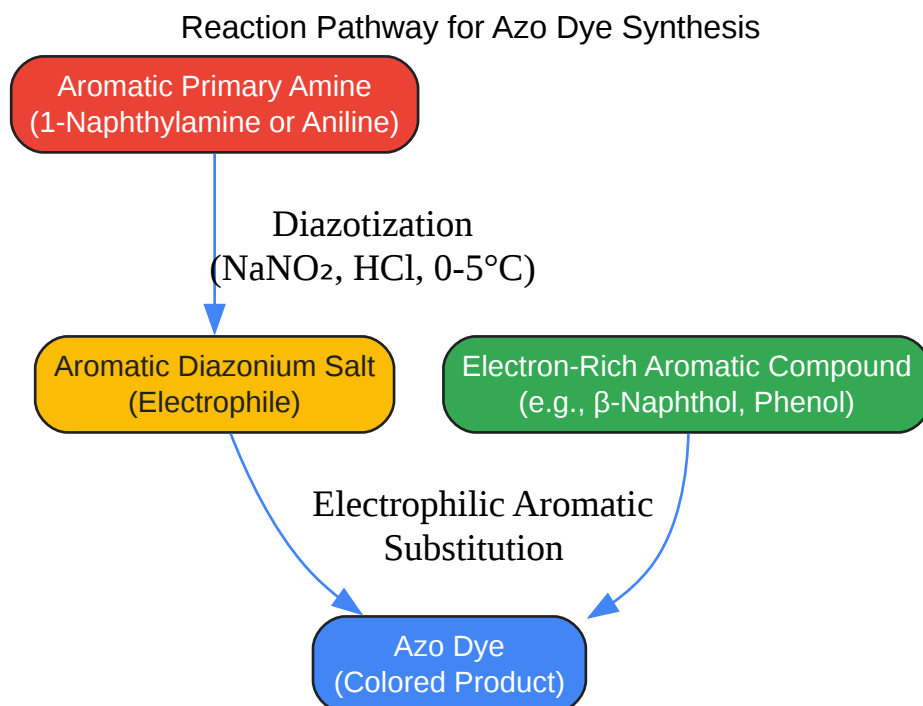 Reaction Pathway for Azo Dye Synthesis
Aromatic Primary Amine
(1-Naphthylamine or Aniline)
Diazotization
(NaNO₂, HCl, 0-5°C)
Aromatic Diazonium Salt
(Electrophile)
Electron-Rich Aromatic Compound
(e.g., β-Naphthol, Phenol)
Electrophilic Aromatic
Substitution
Azo Dye
(Colored Product)